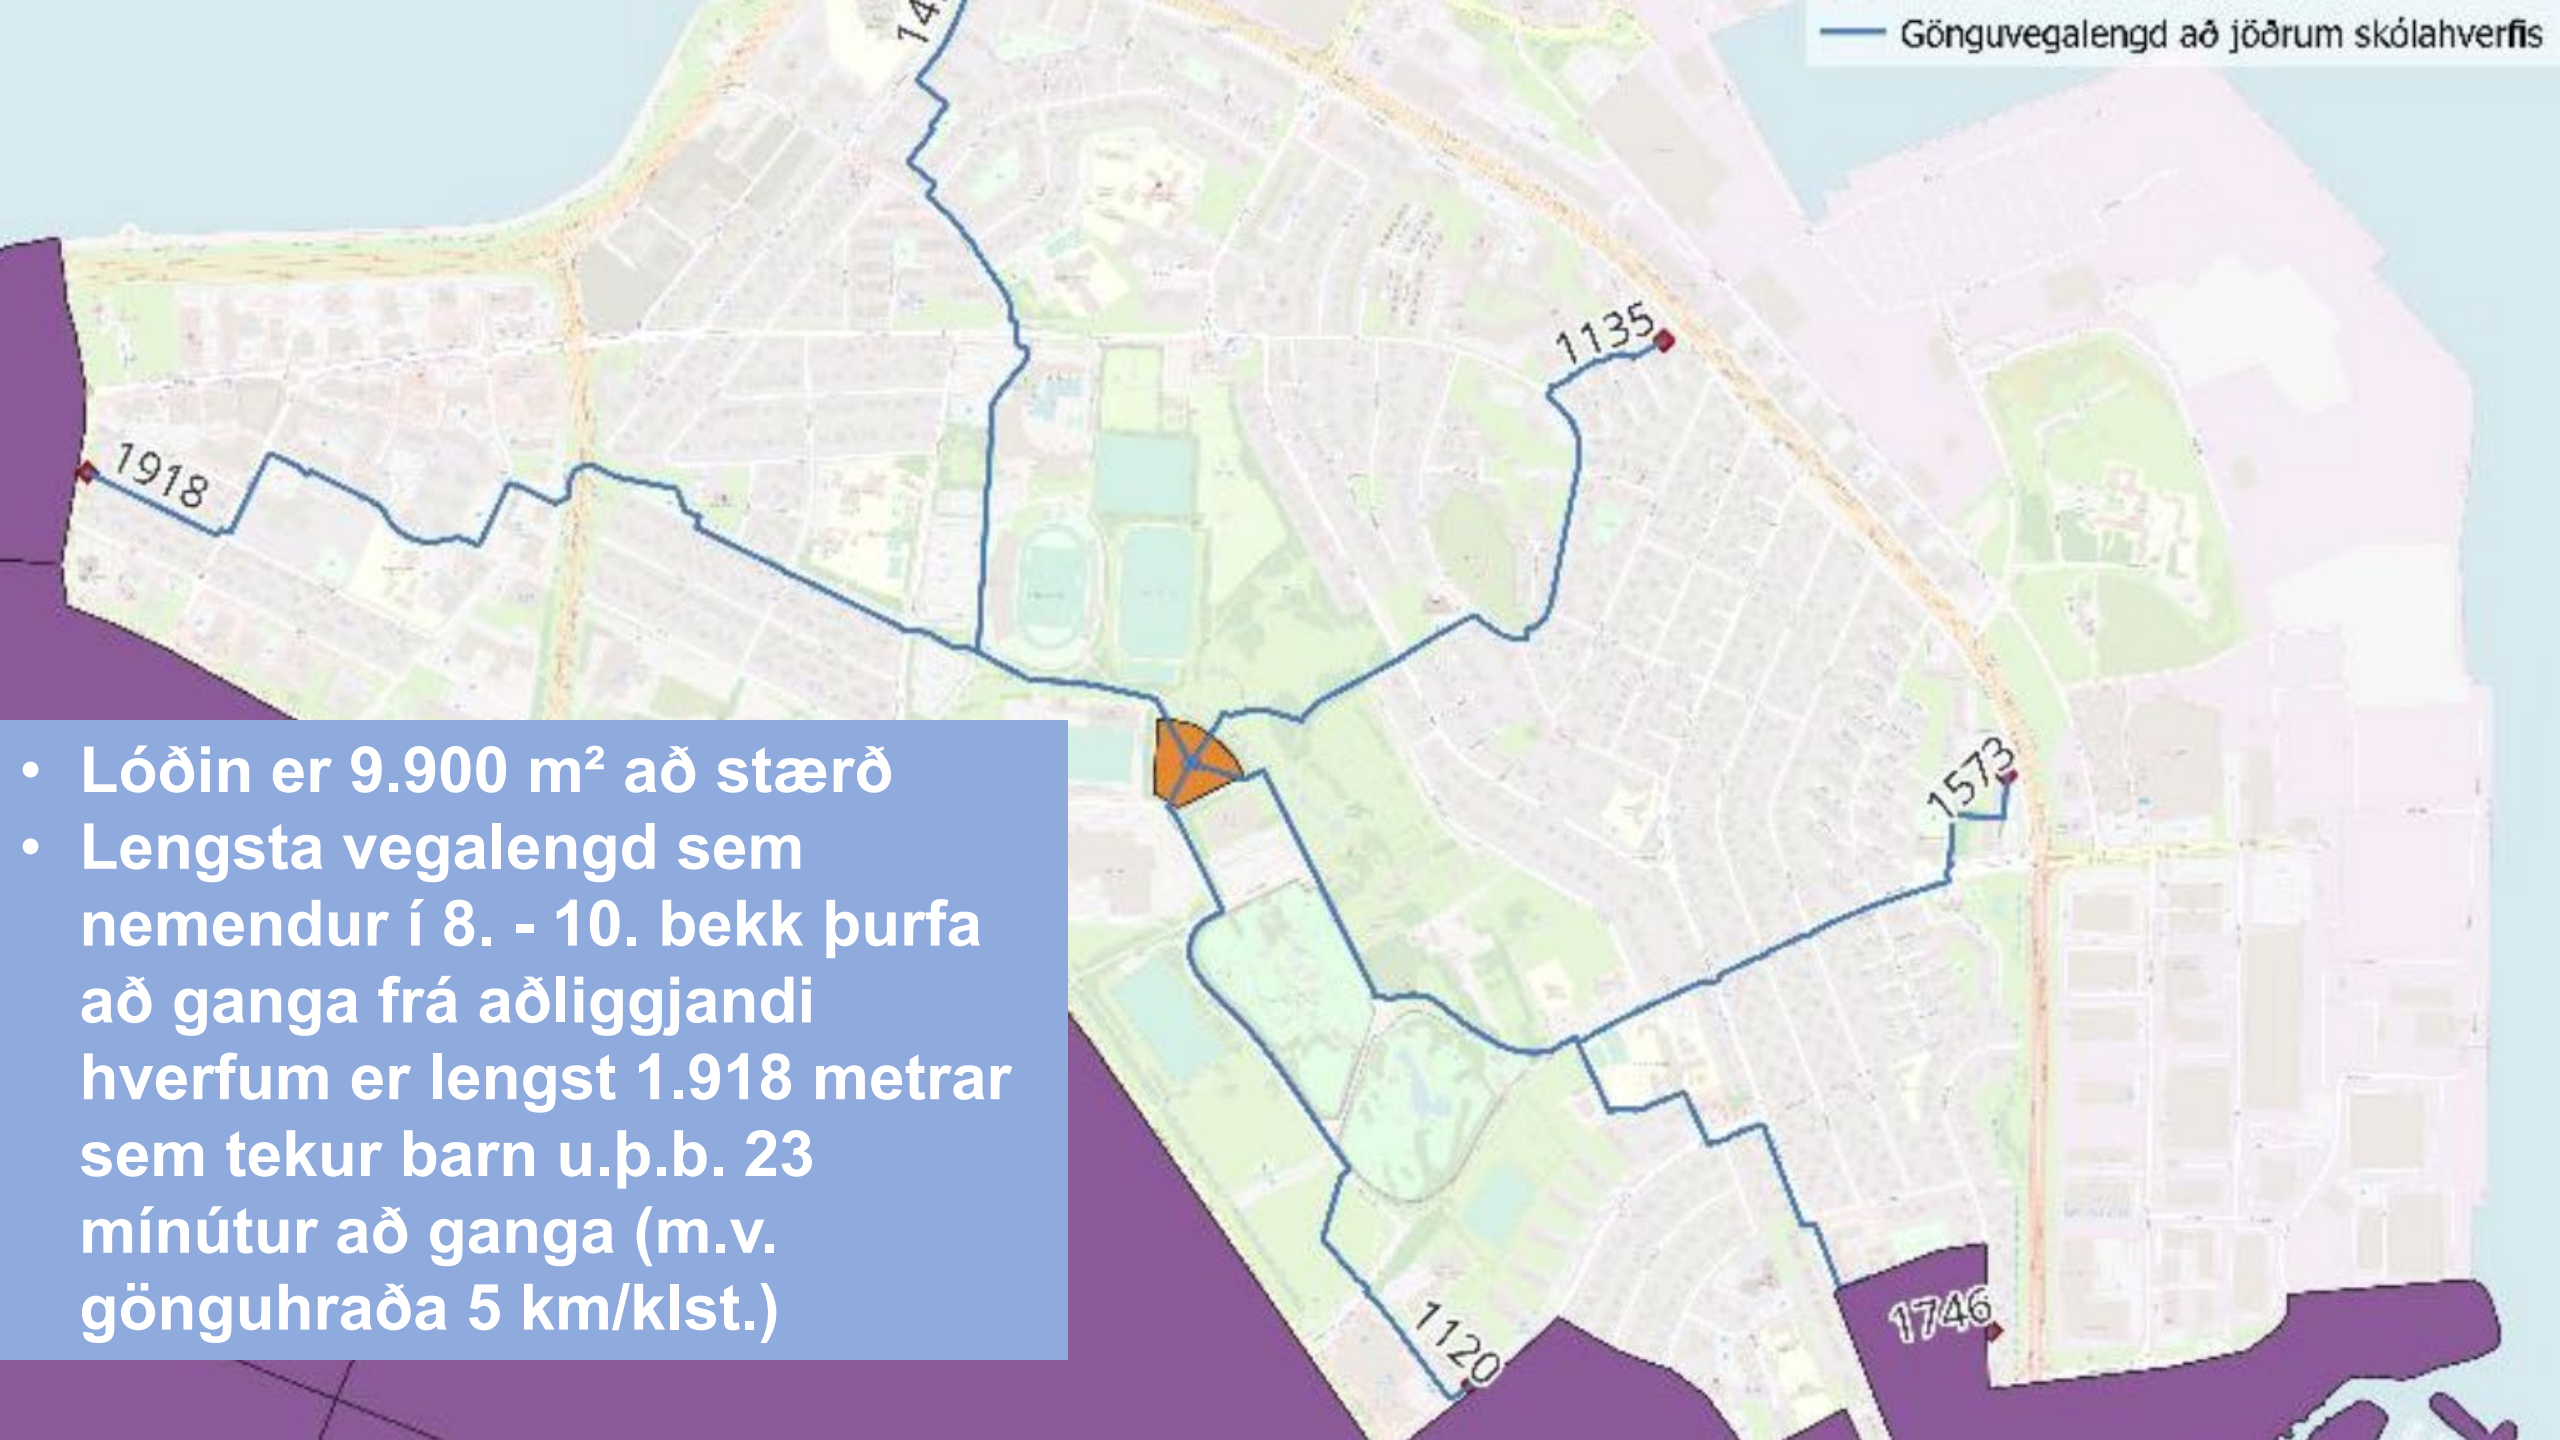 Gönguvegalengd að jöðrum skólahverfis
1135
1918
1573
1746
1120
• Lóðin er 9.900 m² að stærð
• Lengsta vegalengd sem
nemendur í 8. - 10. bekk þurfa
að ganga frá aðliggjandi
hverfum er lengst 1.918 metrar
sem tekur barn u.þ.b. 23
mínútur að ganga (m.v.
gönguhraða 5 km/klst.)